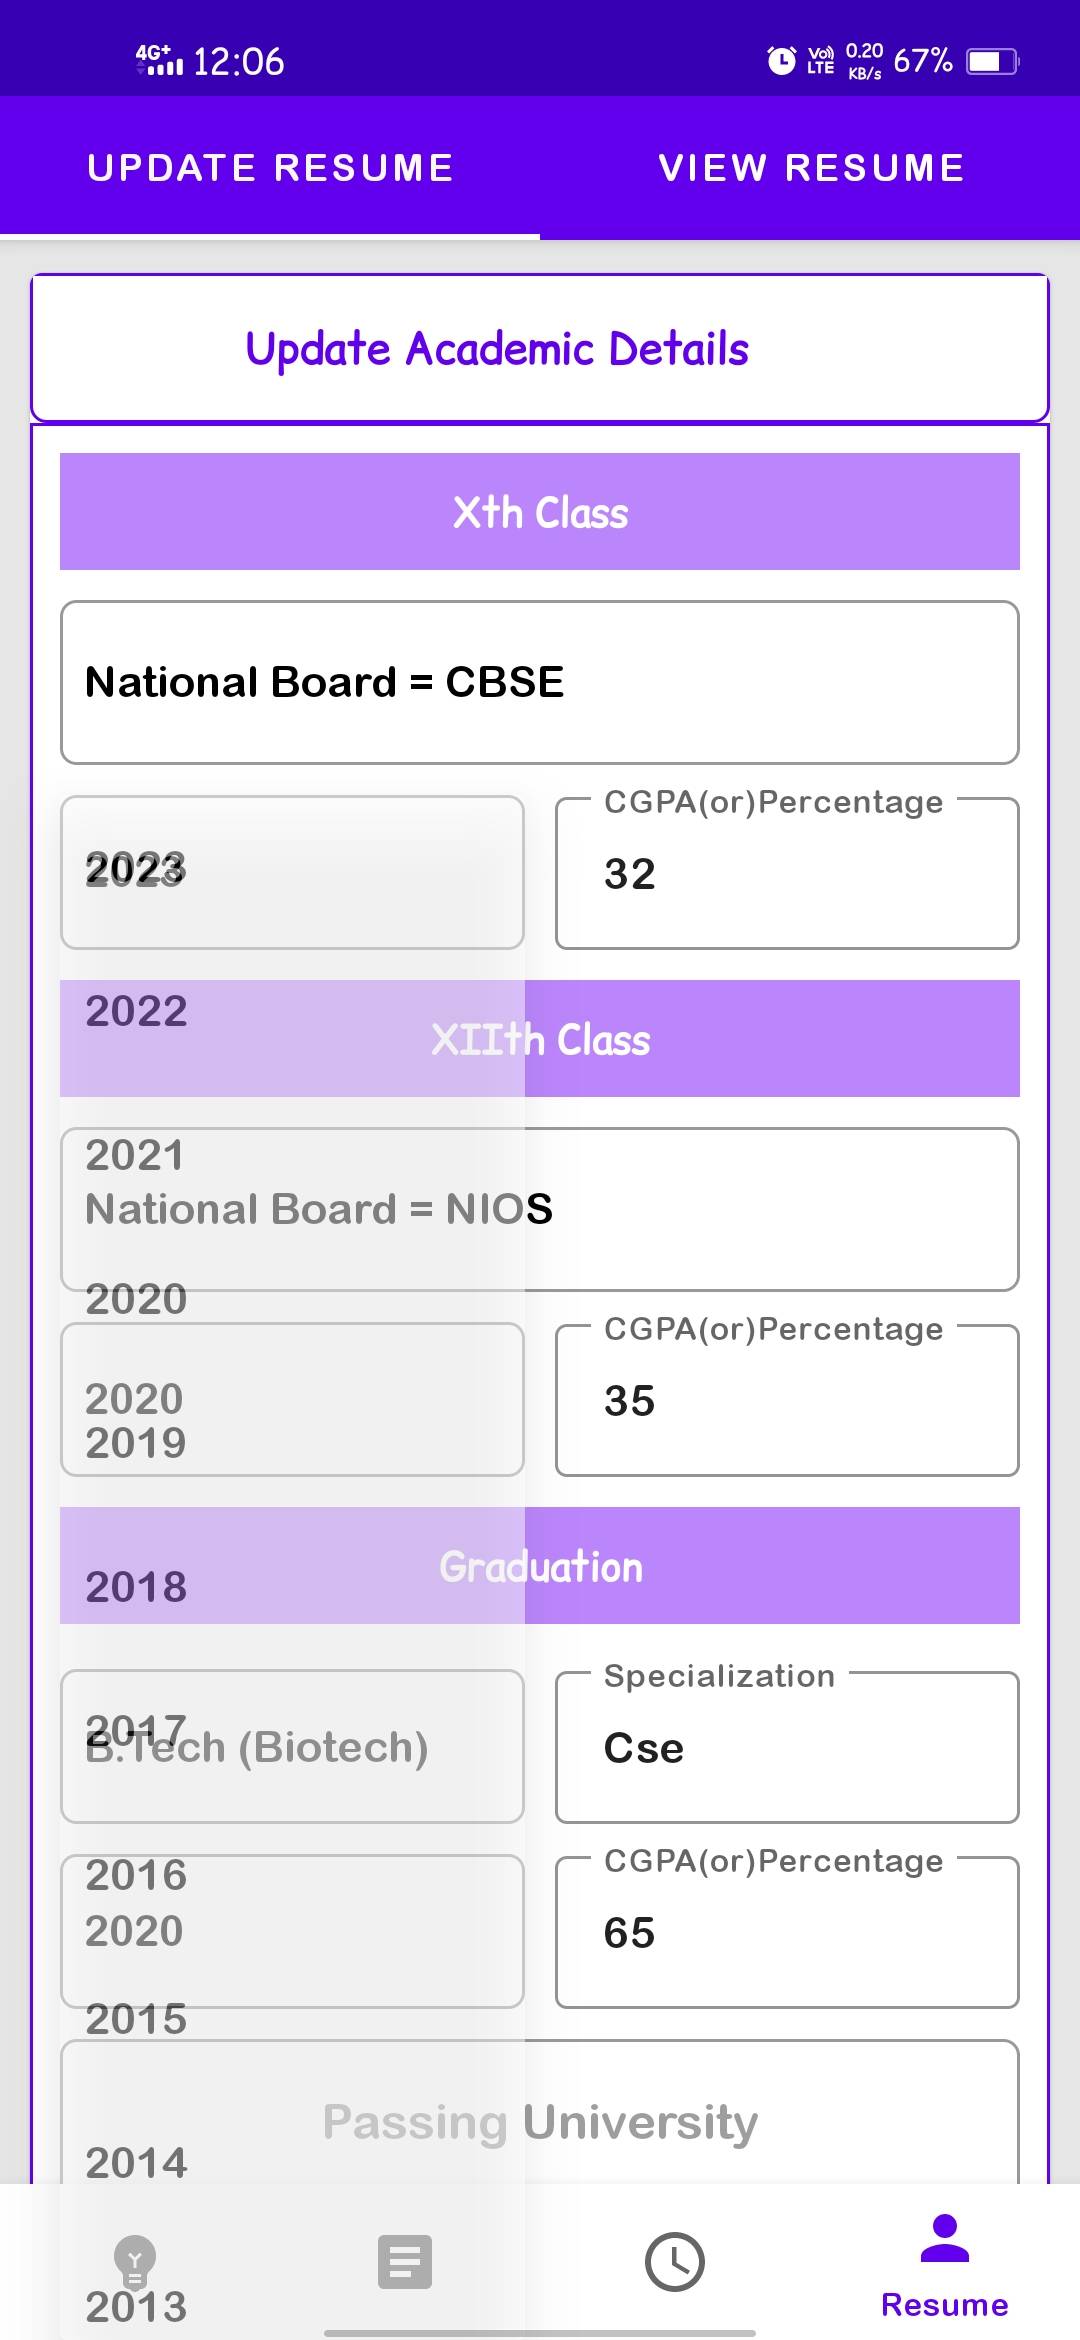 4G+ 12:06 Vo)) LTE 0.20 KB/s 67%
UPDATE RESUME VIEW RESUME
Update Academic Details
Xth Class
National Board = CBSE
CGPA(or)Percentage
2023 32
2022
XIIth Class
2021
National Board = NIOS
2020
CGPA(or)Percentage
2020 35
2019
Graduation
2018
Specialization
2017
B.Tech (Biotech) Cse
CGPA(or)Percentage
2016
2020 65
2015
Passing University
2014
2013 Resume